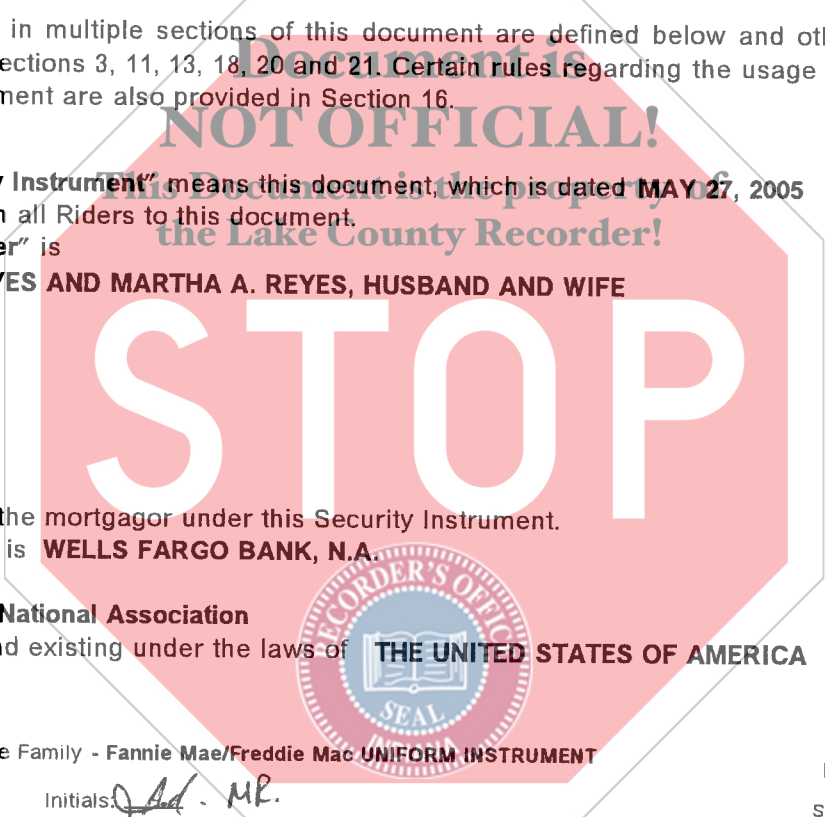 in multiple sections of this document are defined below and
ections 3, 11, 13, 18, 20 and 21. Certain rules regarding the usage
ment are also provided in Section 16.
Document is
NOT OFFICIAL!
This Document is the property of
the Lake County Recorder!
Instrument" means this document, which is dated MAY 27, 2005
all Riders to this document.
er" is
YES AND MARTHA A. REYES, HUSBAND AND WIFE
STOP
the mortgagor under this Security Instrument.
is WELLS FARGO BANK, N.A.
National Association
d existing under the laws of THE UNITED STATES OF AMERICA
RECORDER'S OFFICE
SEAL
INDIANA
e Family - Fannie Mae/Freddie Mac UNIFORM INSTRUMENT
Initials: MR.